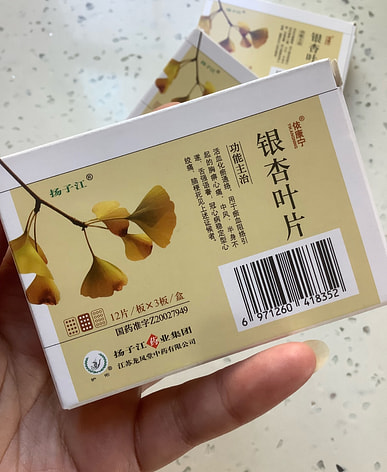 扬子江®
依康宁®
银杏叶片
功能主治
活血化瘀通络。用于瘀血阻络引
起的胸痹心痛、中风、半身不
遂、舌强语謇;冠心病稳定型心
绞痛、脑梗死见上述证候者。
12片/板×3板/盒
国药准字Z20027949
扬子江药业集团
江苏龙凤堂中药有限公司
护佑
6 971260 418352
银杏叶